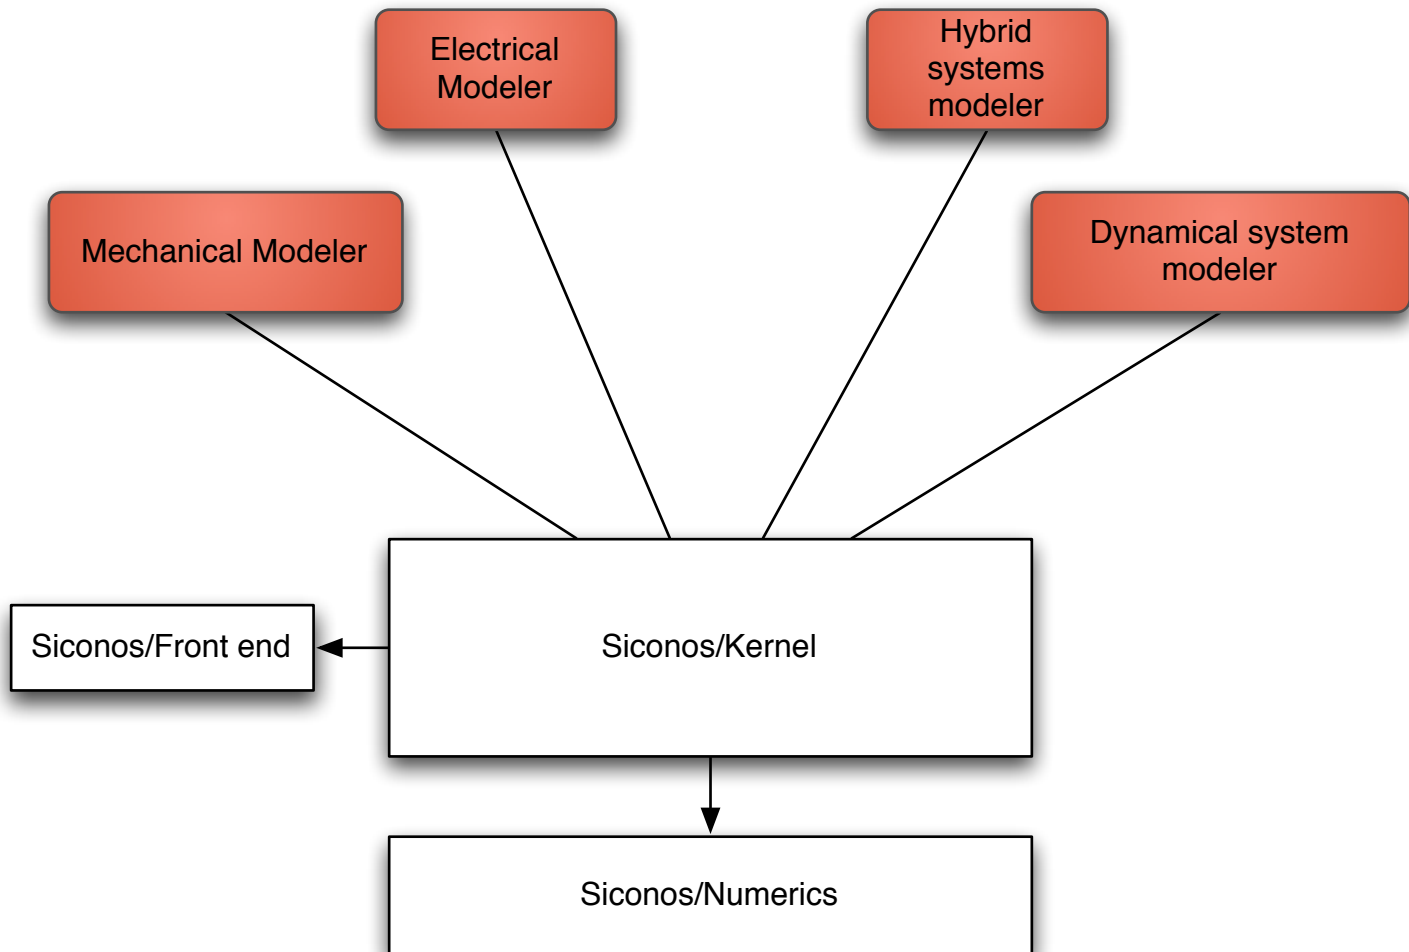 Electrical
Modeler
Hybrid
systems
modeler
Mechanical Modeler
Dynamical system
modeler
Siconos/Front end
Siconos/Kernel
Siconos/Numerics